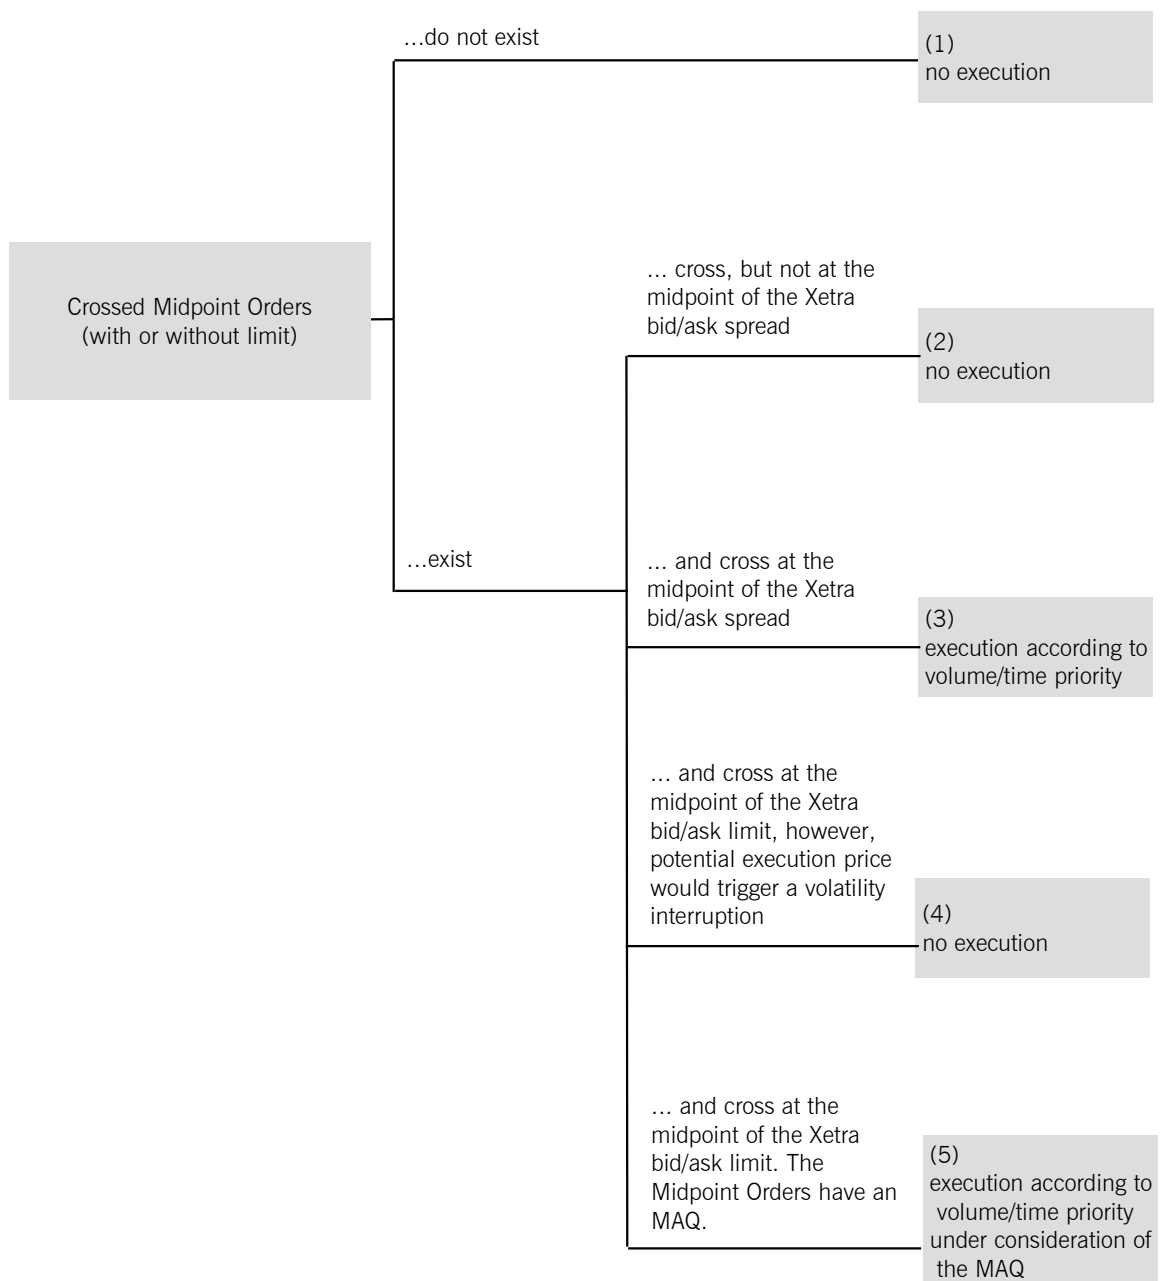 ...do not exist
(1)
no execution
Crossed Midpoint Orders
(with or without limit)
... cross, but not at the
midpoint of the Xetra
bid/ask spread
(2)
no execution
...exist
... and cross at the
midpoint of the Xetra
bid/ask spread
(3)
execution according to
volume/time priority
... and cross at the
midpoint of the Xetra
bid/ask limit, however,
potential execution price
would trigger a volatility
interruption
(4)
no execution
... and cross at the
midpoint of the Xetra
bid/ask limit. The
Midpoint Orders have an
MAQ.
(5)
execution according to
volume/time priority
under consideration of
the MAQ